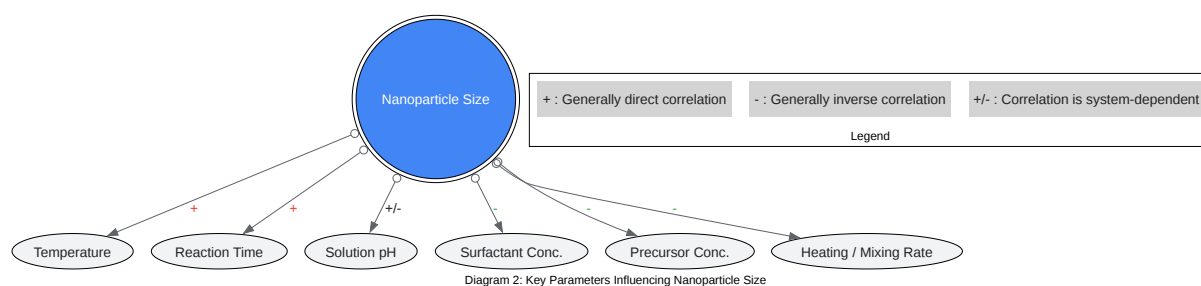 Nanoparticle Size
+ : Generally direct correlation
- : Generally inverse correlation
+/- : Correlation is system-dependent
Legend
+
+
+/-
-
-
-
Temperature
Reaction Time
Solution pH
Surfactant Conc.
Precursor Conc.
Heating / Mixing Rate
Diagram 2: Key Parameters Influencing Nanoparticle Size